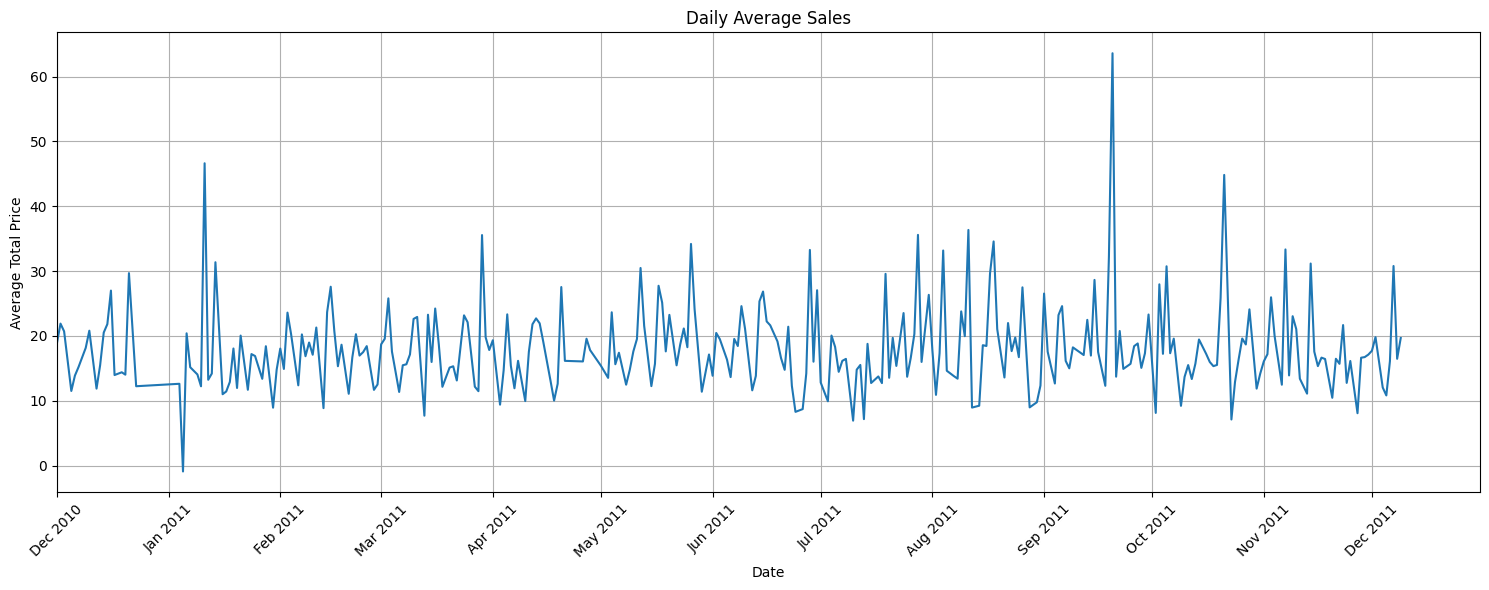 Daily Average Sales
Average Total Price
60
50
40
30
20
10
0
Dec 2010
Jan 2011
Feb 2011
Mar 2011
Apr 2011
May 2011
Jun 2011
Jul 2011
Aug 2011
Sep 2011
Oct 2011
Nov 2011
Dec 2011
Date